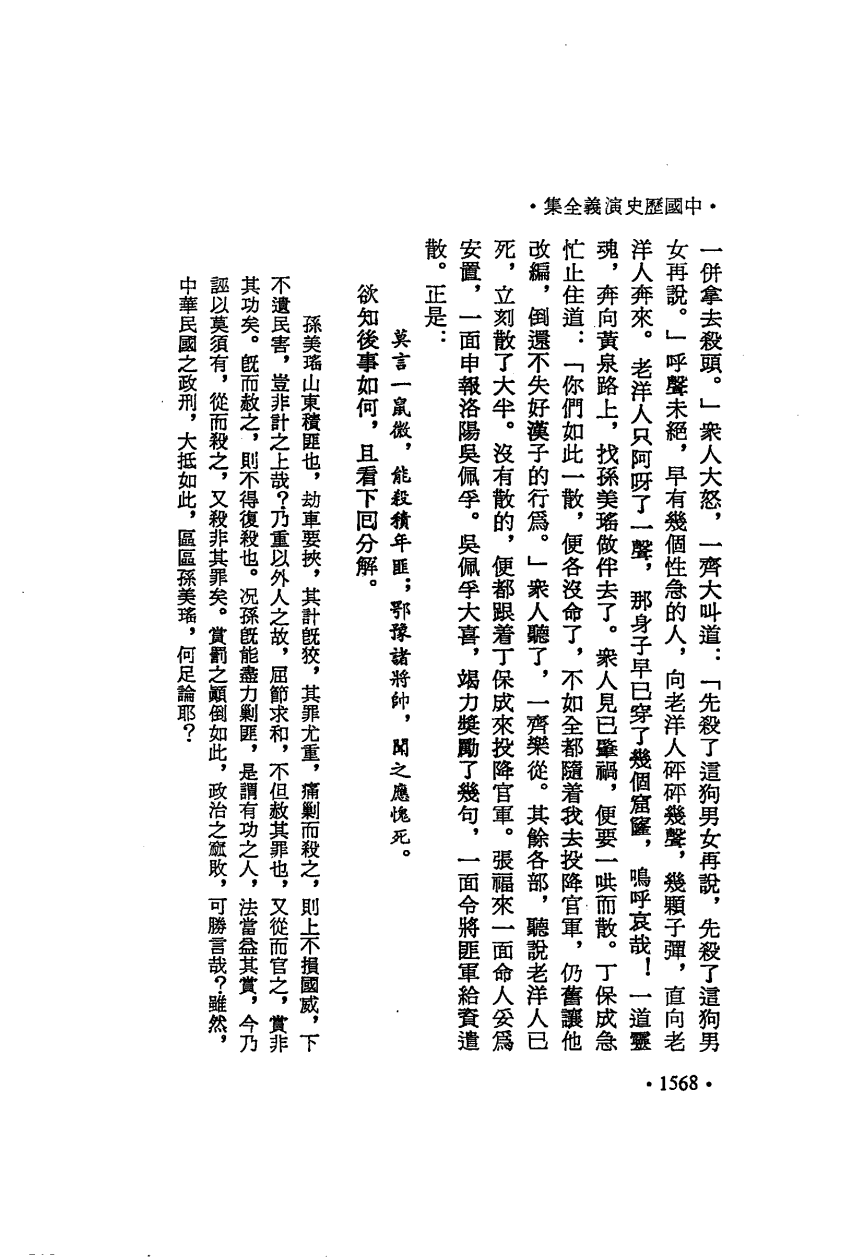 ·中國歷史演義全集·
一併拿去殺頭。」衆人大怒，一齊大叫道：「先殺了這狗男女再說，先殺了這狗男
女再說。」呼聲未絕，早有幾個性急的人，向老洋人砰砰幾聲，幾顆子彈，直向老
洋人奔來。老洋人只阿呀了一聲，那身子早已穿了幾個窟窿，嗚呼哀哉！一道靈
魂，奔向黃泉路上，找孫美瑤做伴去了。衆人見已肇禍，便要一哄而散。丁保成急
忙止住道：「你們如此一散，便各沒命了，不如全都隨着我去投降官軍，仍舊讓他
改編，倒還不失好漢子的行爲。」衆人聽了，一齊樂從。其餘各部，聽說老洋人已
死，立刻散了大半。沒有散的，便都跟着丁保成來投降官軍。張福來一面命人妥爲
安置，一面申報洛陽吳佩孚。吳佩孚大喜，竭力獎勵了幾句，一面令將匪軍給資遣
散。正是：
莫言一鼠微，能殺積年匪；鄂豫諸將帥，聞之應愧死。
欲知後事如何，且看下回分解。
孫美瑤山東積匪也，劫車要挾，其計既狡，其罪尤重，痛剿而殺之，則上不損國威，下
不遺民害，豈非計之上哉？乃重以外人之故，屈節求和，不但赦其罪也，又從而官之，賞非
其功矣。旣而赦之，則不得復殺也。況孫旣能盡力剿匪，是謂有功之人，法當益其賞，今乃
誣以莫須有，從而殺之，又殺非其罪矣。賞罰之顚倒如此，政治之窳敗，可勝言哉？雖然，
中華民國之政刑，大抵如此，區區孫美瑤，何足論耶？
·1568·